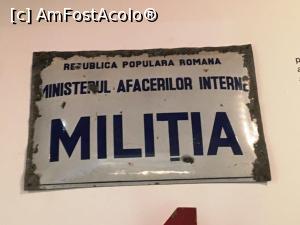 [c] AmFostAcolo®
REPUBLICA POPULARA ROMANA
MINISTERUL AFACERILOR INTERNE
MILIȚIA